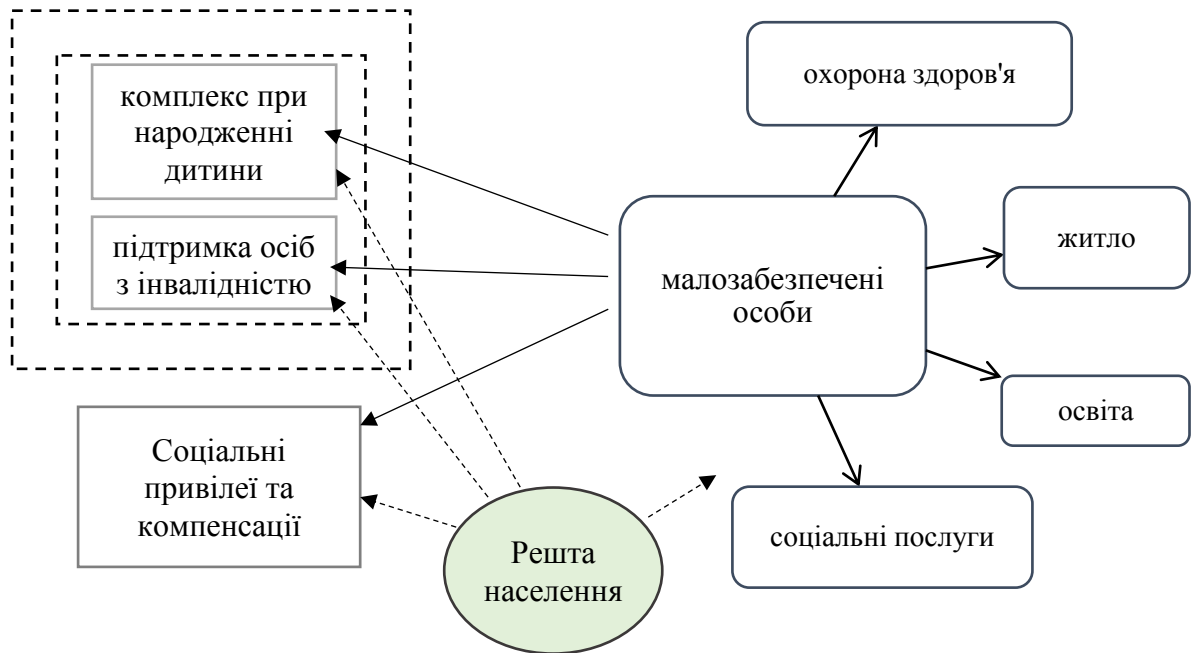 комплекс при
народженні
дитини
підтримка осіб
з інвалідністю
Соціальні
привілеї та
компенсації
малозабезпечені
особи
Решта
населення
охорона здоров'я
житло
освіта
соціальні послуги